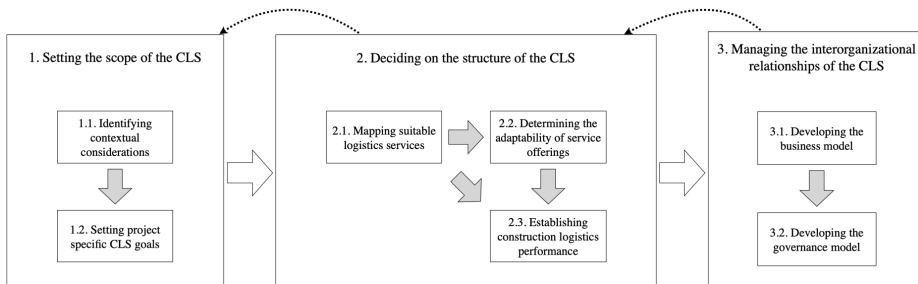 1. Setting the scope of the CLS
1.1. Identifying
contextual
considerations
1.2. Setting project
specific CLS goals
2. Deciding on the structure of the CLS
2.1. Mapping suitable
logistics services
2.2. Determining the
adaptability of service
offerings
2.3. Establishing
construction logistics
performance
3. Managing the interorganizational
relationships of the CLS
3.1. Developing the
business model
3.2. Developing the
governance model